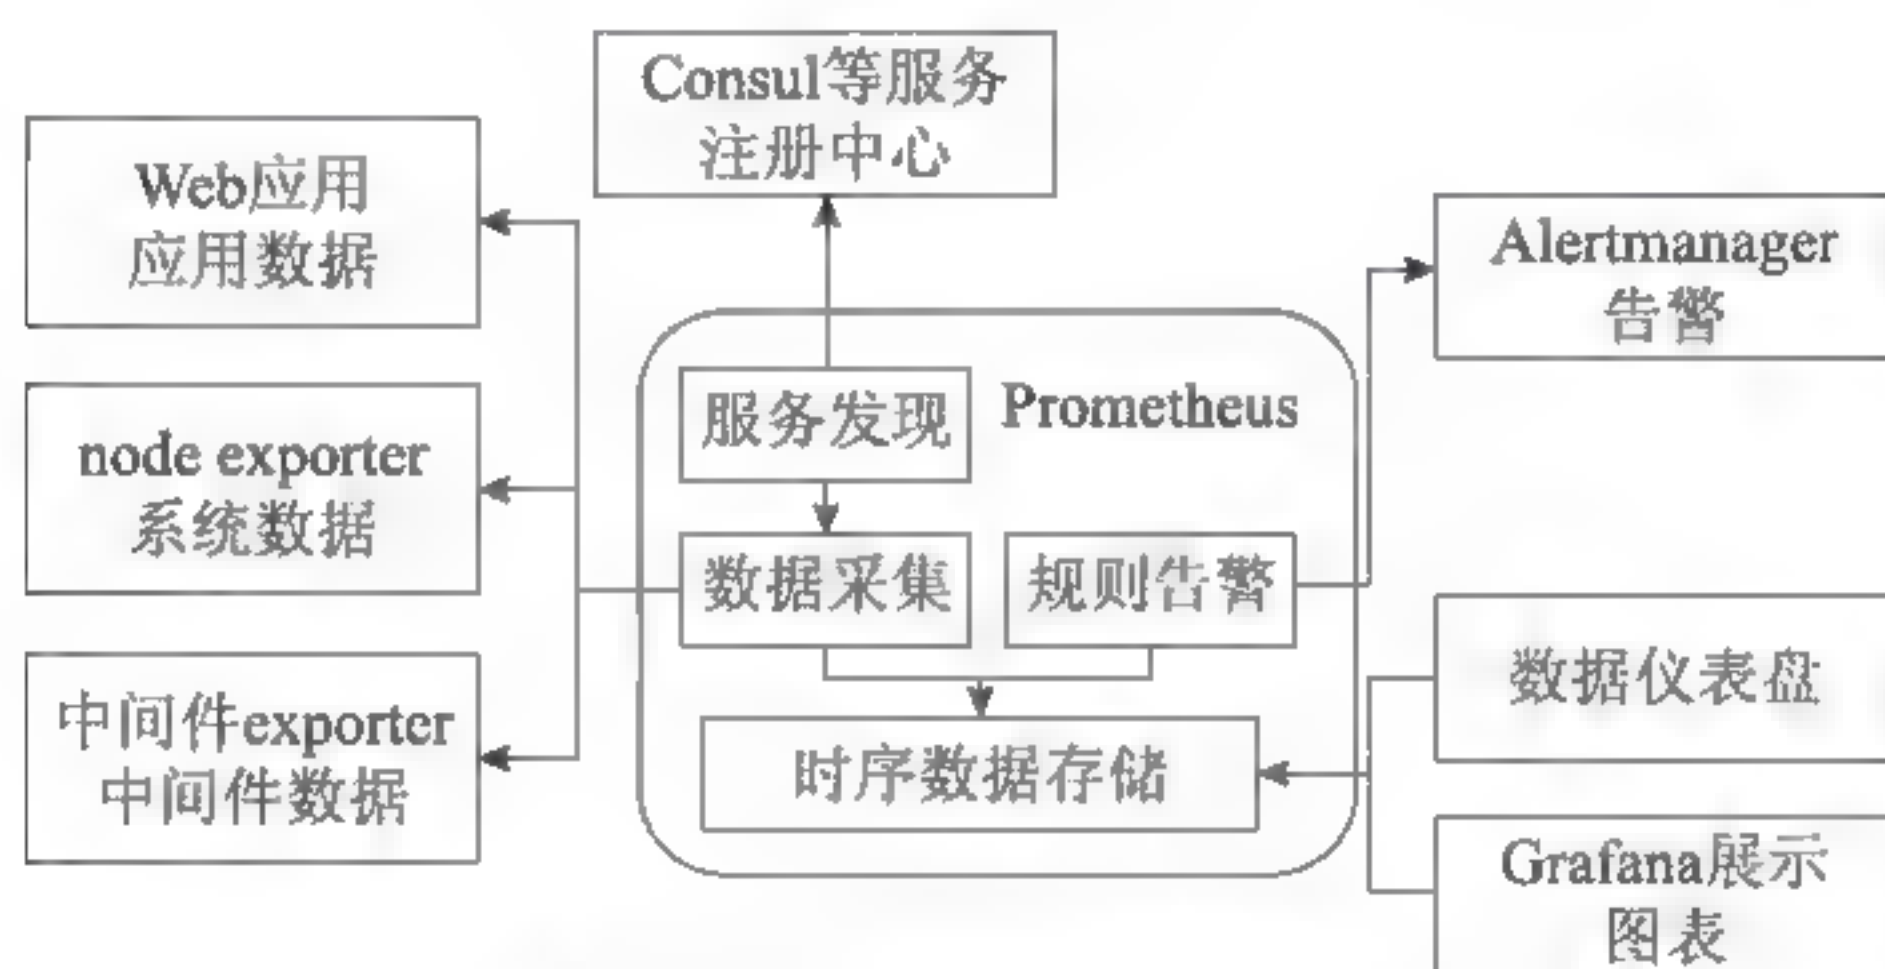 Consul等服务
注册中心
Web应用
应用数据
Alertmanager
告警
服务发现
Prometheus
node exporter
系统数据
数据采集
规则告警
数据仪表盘
中间件exporter
中间件数据
时序数据存储
Grafana展示
图表